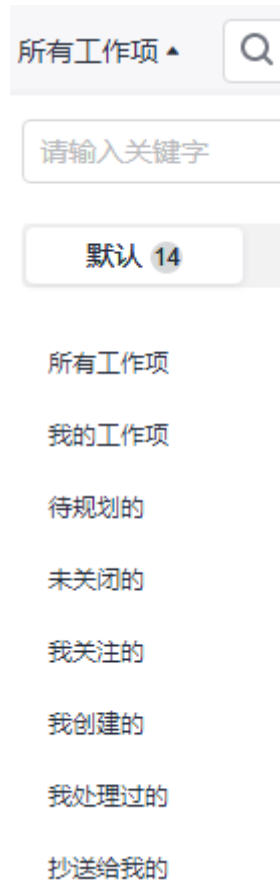 所有工作项
请输入关键字
默认 14
所有工作项
我的工作项
待规划的
未关闭的
我关注的
我创建的
我处理过的
抄送给我的